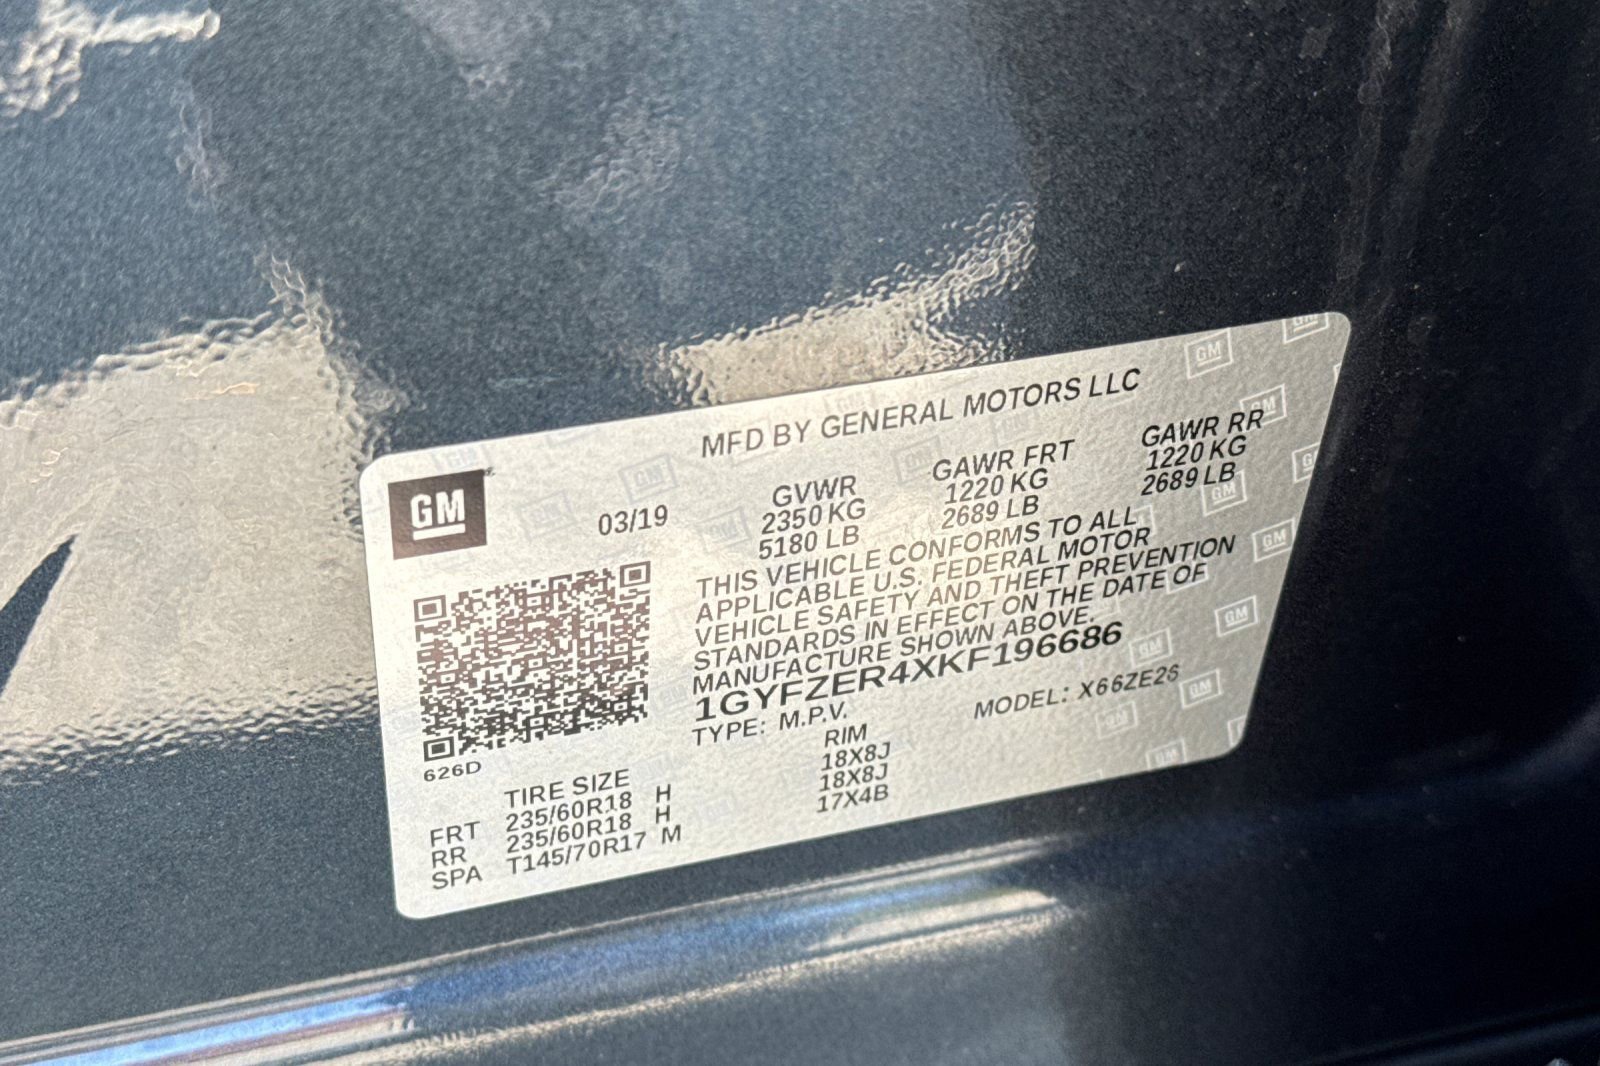 MFD BY GENERAL MOTORS LLC
GM
03/19
GVWR GAWR FRT GAWR RR
2350 KG 1220 KG 1220 KG
5180 LB 2689 LB 2689 LB
THIS VEHICLE CONFORMS TO ALL
APPLICABLE U.S. FEDERAL MOTOR
VEHICLE SAFETY AND THEFT PREVENTION
STANDARDS IN EFFECT ON THE DATE OF
MANUFACTURE SHOWN ABOVE.
1GYFZER4XKF196686
TYPE: M.P.V. MODEL: X66ZE26
626D
TIRE SIZE RIM
FRT 235/60R18 H 18X8J
RR 235/60R18 H 18X8J
SPA T145/70R17 M 17X4B